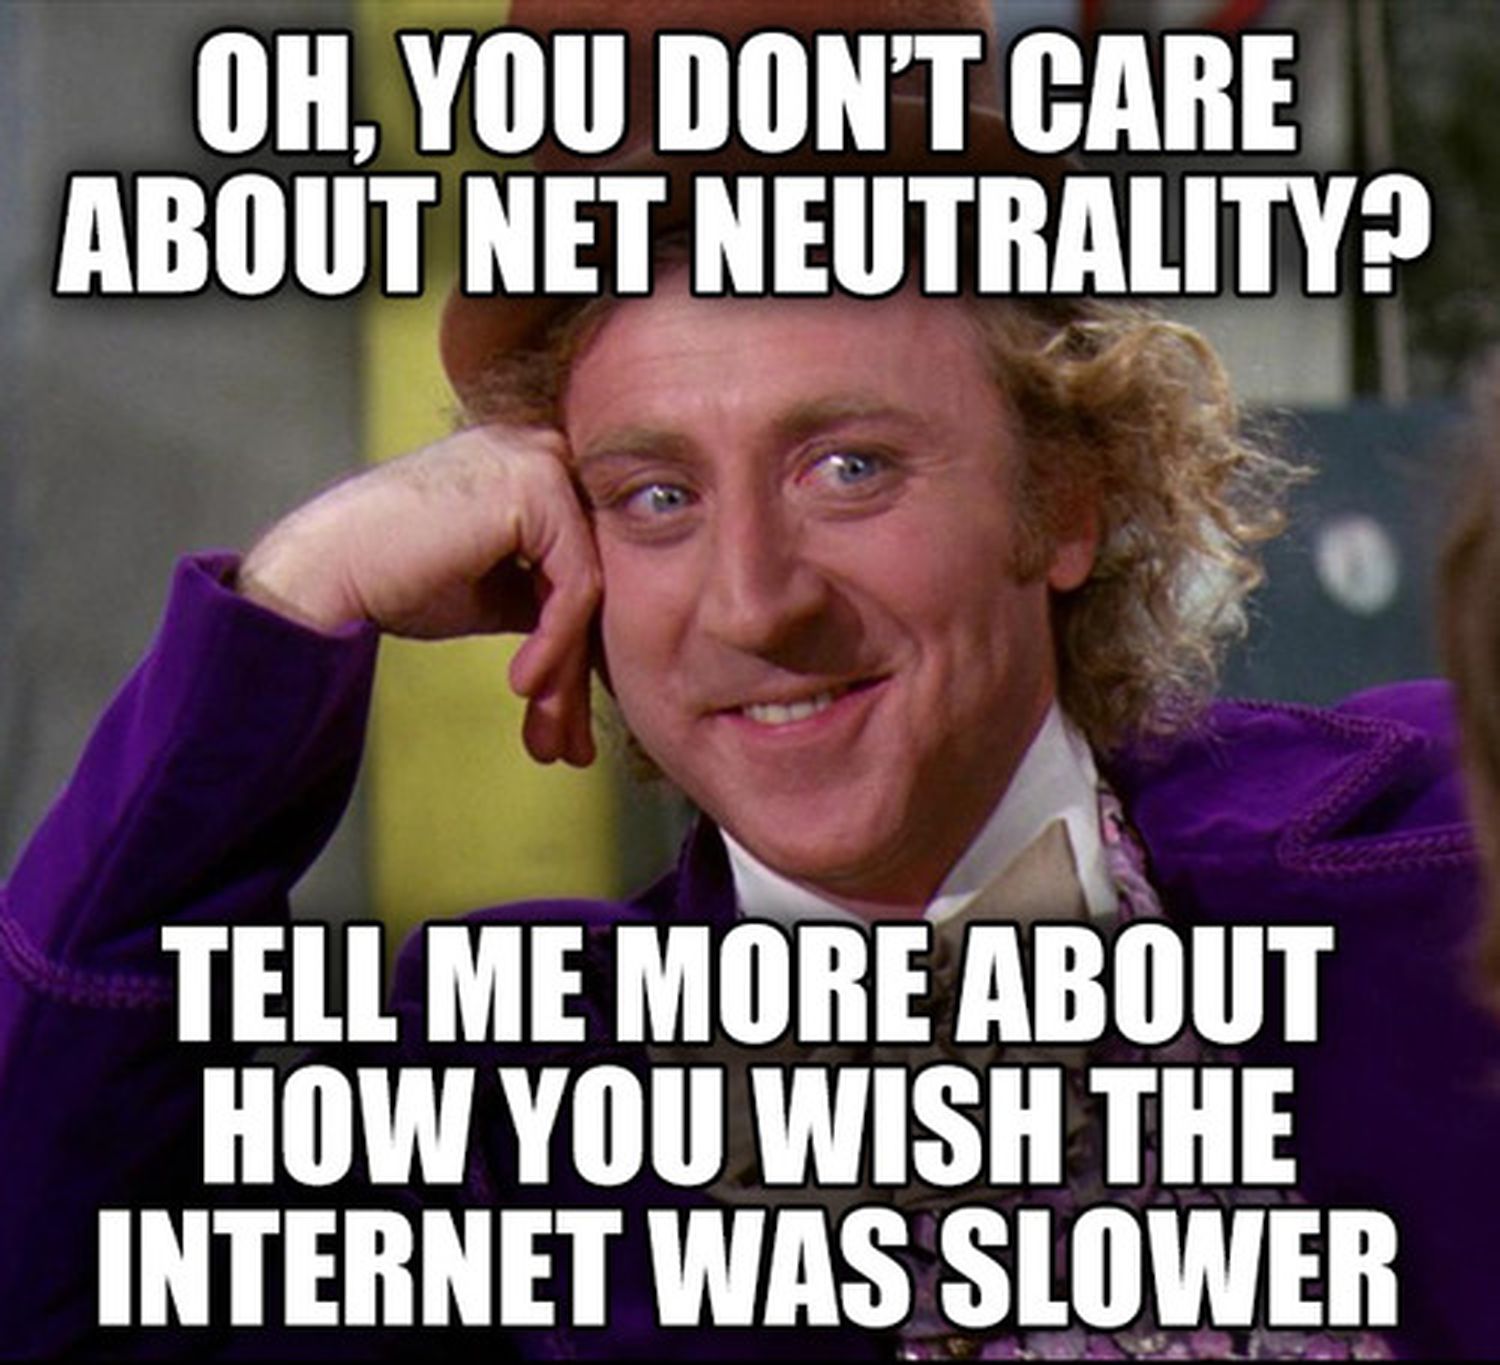 OH, YOU DON'T CARE
ABOUT NET NEUTRALITY?
TELL ME MORE ABOUT
HOW YOU WISH THE
INTERNET WAS SLOWER